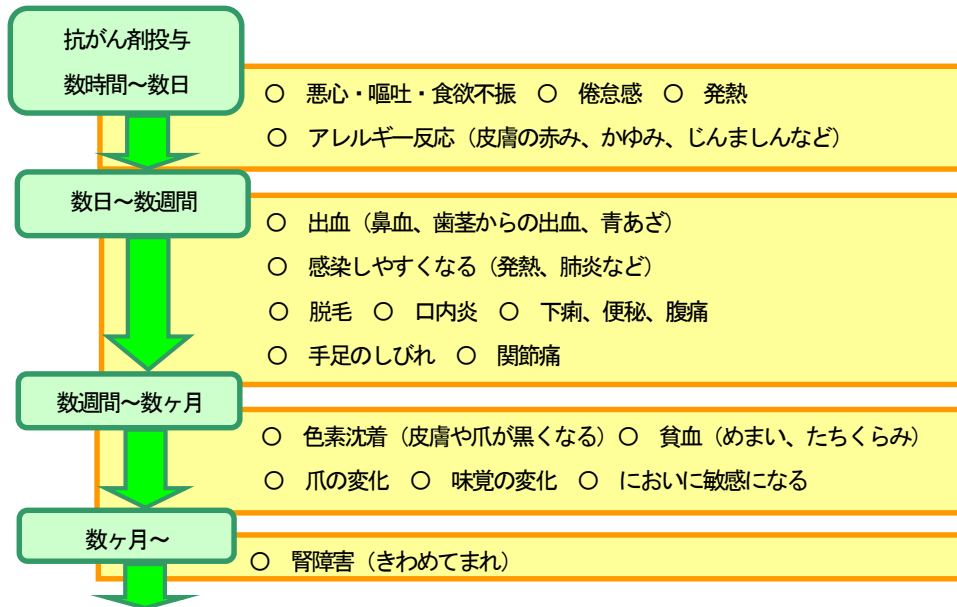 抗がん剤投与
数時間～数日
○ 悪心・嘔吐・食欲不振 ○ 倦怠感 ○ 発熱
○ アレルギー反応（皮膚の赤み、かゆみ、じんましんなど）
数日～数週間
○ 出血（鼻血、歯茎からの出血、青あざ）
○ 感染しやすくなる（発熱、肺炎など）
○ 脱毛 ○ 口内炎 ○ 下痢、便秘、腹痛
○ 手足のしびれ ○ 関節痛
数週間～数ヶ月
○ 色素沈着（皮膚や爪が黒くなる）○ 貧血（めまい、たちくらみ）
○ 爪の変化 ○ 味覚の変化 ○ においに敏感になる
数ヶ月～
○ 腎障害（きわめてまれ）